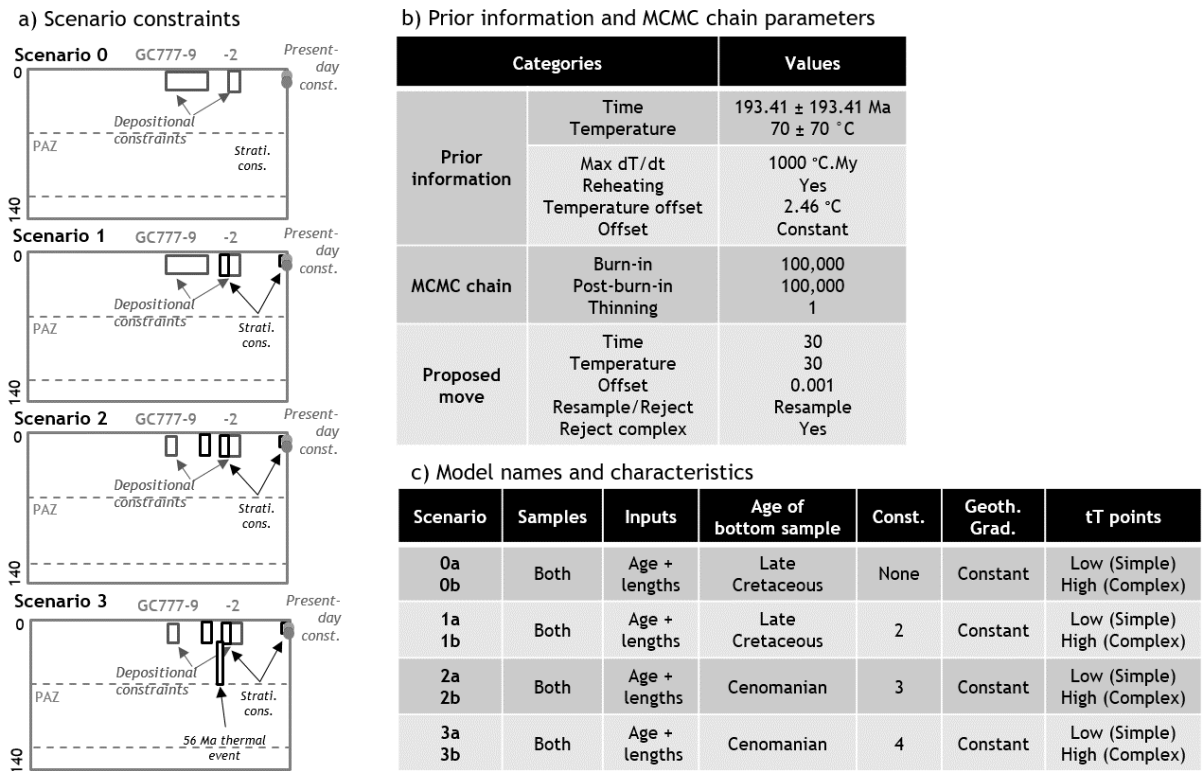 a) Scenario constraints
Scenario 0 GC777-9 -2 Present-
day
const.
0
Depositional
constraints
Strati.
cons.
PAZ
140
Scenario 1 GC777-9 -2 Present-
day
const.
0
Depositional
constraints
Strati.
cons.
PAZ
140
Scenario 2 GC777-9 -2 Present-
day
const.
0
Depositional
constraints
Strati.
cons.
PAZ
140
Scenario 3 GC777-9 -2 Present-
day
const.
0
Depositional
constraints
Strati.
cons.
PAZ
56 Ma thermal
event
140
b) Prior information and MCMC chain parameters
Categories Values
Prior
information
Time 193.41 ± 193.41 Ma
Temperature 70 ± 70 °C
Max dT/dt 1000 °C.My
Reheating Yes
Temperature offset 2.46 °C
Offset Constant
MCMC chain
Burn-in 100,000
Post-burn-in 100,000
Thinning 1
Proposed
move
Time 30
Temperature 30
Offset 0.001
Resample/Reject Resample
Reject complex Yes
c) Model names and characteristics
Scenario Samples Inputs Age of
bottom sample Const. Geoth.
Grad. tT points
0a
0b Both Age +
lengths Late
Cretaceous None Constant Low (Simple)
High (Complex)
1a
1b Both Age +
lengths Late
Cretaceous 2 Constant Low (Simple)
High (Complex)
2a
2b Both Age +
lengths Cenomanian 3 Constant Low (Simple)
High (Complex)
3a
3b Both Age +
lengths Cenomanian 4 Constant Low (Simple)
High (Complex)